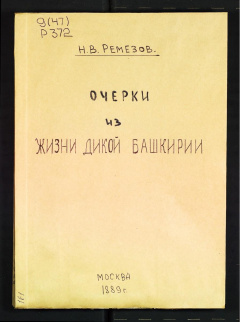 9(47)
Р372
Н.В. РЕМЕЗОВ.
ОЧЕРКИ
ИЗ
ЖИЗНИ ДИКОЙ БАШКИРИИ
МОСКВА
1889г.